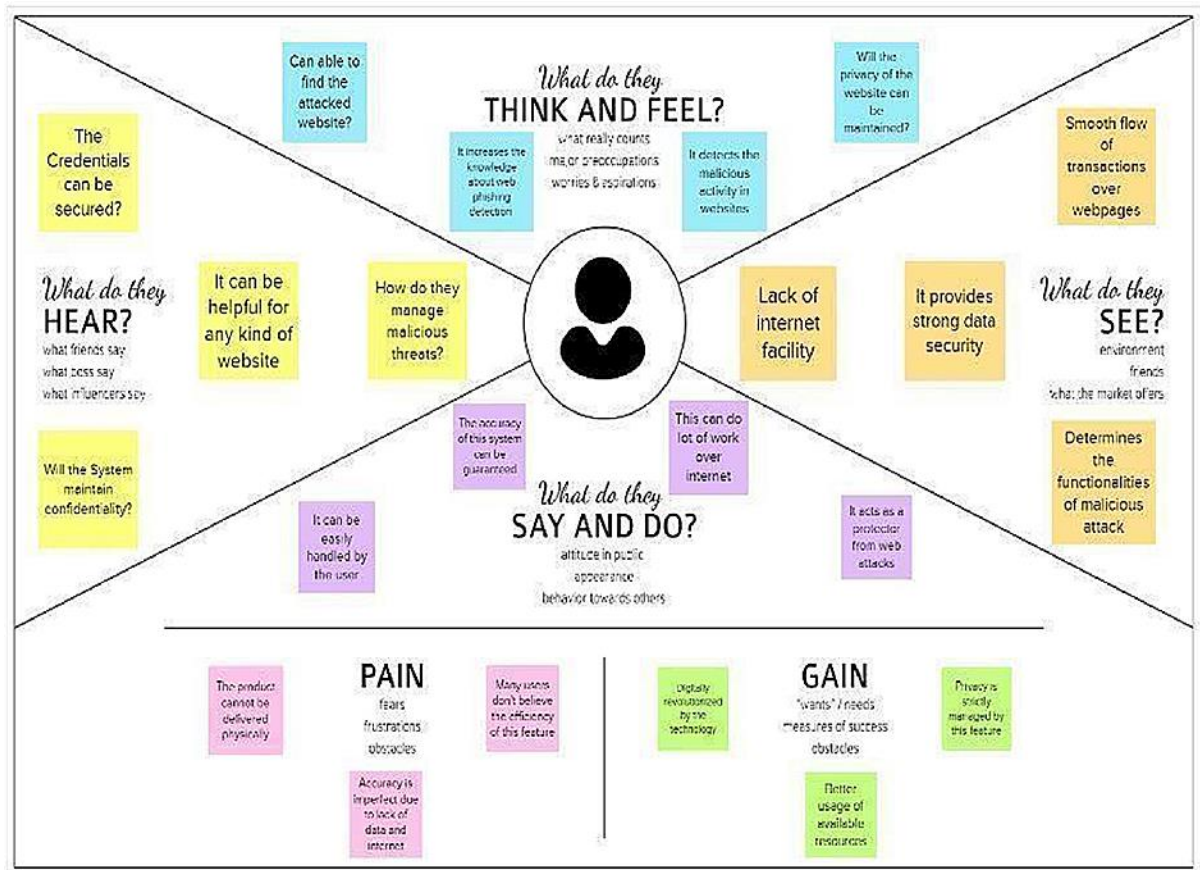 Can able to
find the
attacked
website?
What do they
THINK AND FEEL?
what really counts
major preoccupations
worries & aspirations
Will the
privacy of the
website can
be
maintained?
It increases the
knowledge
about web
phishing
detection
It detects the
malicious
activity in
websites
The
Credentials
can be
secured?
What do they
HEAR?
what friends say
what boss say
what influencers say
It can be
helpful for
any kind of
website
How do they
manage
malicious
threats?
Will the System
maintain
confidentiality?
Smooth flow
of
transactions
over
webpages
Lack of
internet
facility
It provides
strong data
security
What do they
SEE?
environment
friends
what the market offers
Determines
the
functionalities
of malicious
attack
The accuracy
of this system
can be
guaranteed
This can do
lot of work
over
internet
What do they
SAY AND DO?
attitude in public
appearance
behavior towards others
It can be
easily
handled by
the user
It acts as a
protector
from web
attacks
PAIN
fears
frustrations
obstacles
The product
cannot be
delivered
physically
Many users
don't believe
the efficiency
of this feature
Accuracy is
imperfect due
to lack of
data and
internet
GAIN
"wants" / needs
measures of success
obstacles
Digitally
revolutionized
by the
technology
Privacy is
strictly
managed by
this feature
Better
usage of
available
resources